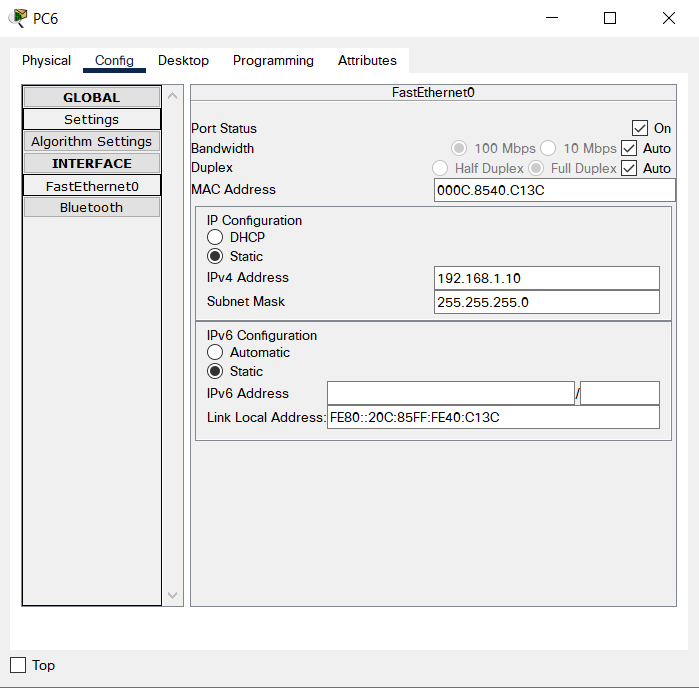 PC6
Physical Config Desktop Programming Attributes
GLOBAL
Settings
Algorithm Settings
INTERFACE
FastEthernet0
Bluetooth
FastEthernet0
Port Status On
Bandwidth 100 Mbps 10 Mbps Auto
Duplex Half Duplex Full Duplex Auto
MAC Address 000C.8540.C13C
IP Configuration
DHCP
Static
IPv4 Address 192.168.1.10
Subnet Mask 255.255.255.0
IPv6 Configuration
Automatic
Static
IPv6 Address /
Link Local Address: FE80::20C:85FF:FE40:C13C
Top